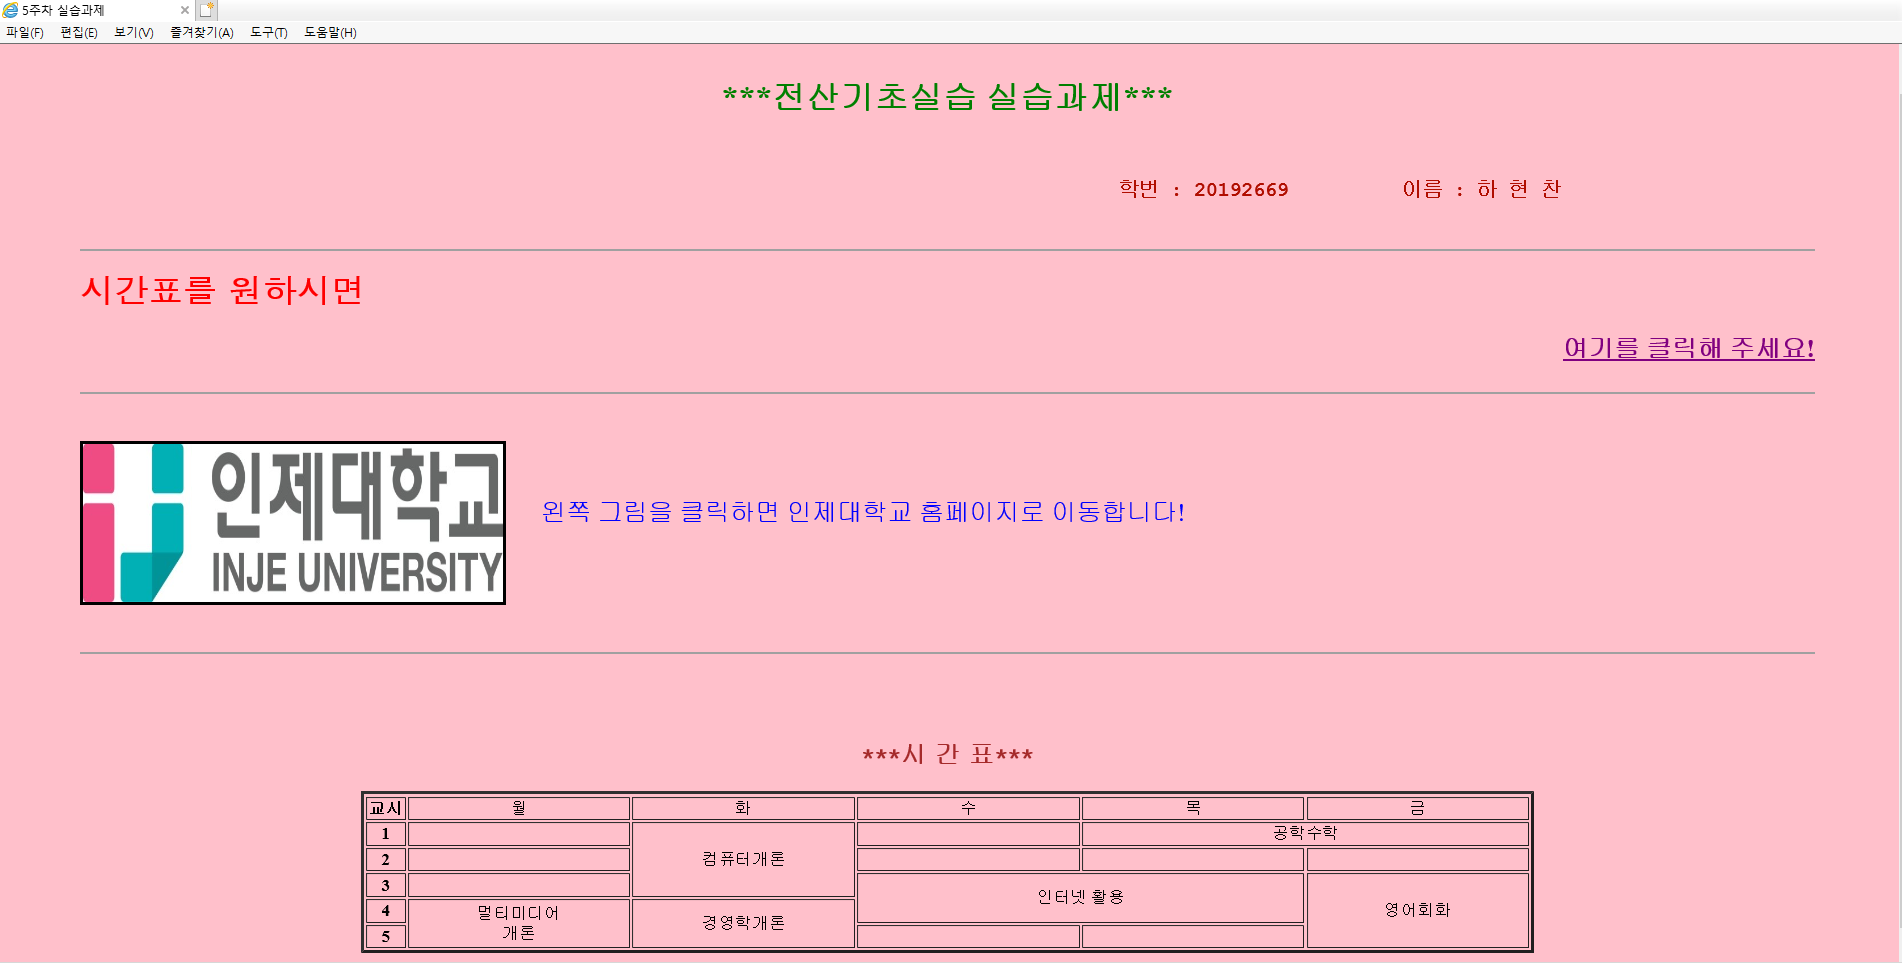 5주차 실습과제
파일(F) 편집(E) 보기(V) 즐겨찾기(A) 도구(T) 도움말(H)
***전산기초실습 실습과제***
학번 : 20192669 이름 : 하 현 찬
시간표를 원하시면
여기를 클릭해 주세요!
인제대학교
INJE UNIVERSITY
왼쪽 그림을 클릭하면 인제대학교 홈페이지로 이동합니다!
***시 간 표***
교시 월 화 수 목 금
1 공학수학
2 컴퓨터개론
3
인터넷 활용
4 멀티미디어
개론
경영학개론
영어회화
5